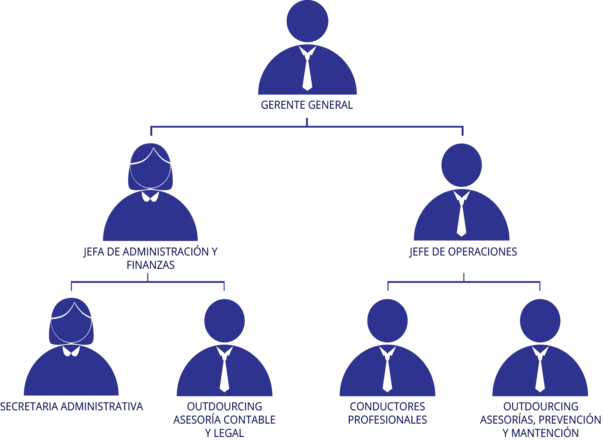 GERENTE GENERAL
JEFA DE ADMINISTRACIÓN Y
FINANZAS
JEFE DE OPERACIONES
SECRETARIA ADMINISTRATIVA
OUTDOURCING
ASESORÍA CONTABLE
Y LEGAL
CONDUCTORES
PROFESIONALES
OUTDOURCING
ASESORÍAS, PREVENCIÓN
Y MANTENCIÓN